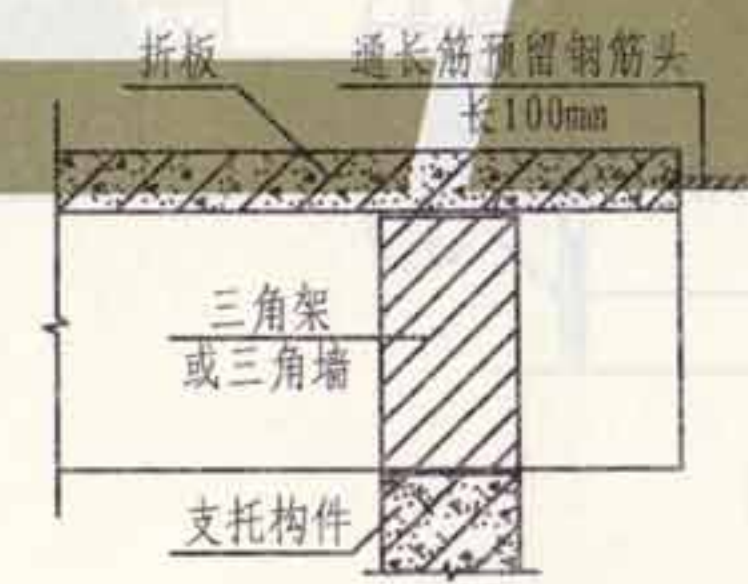 折板
通长筋预留钢筋头
长100mm
三角架
或三角墙
支托构件